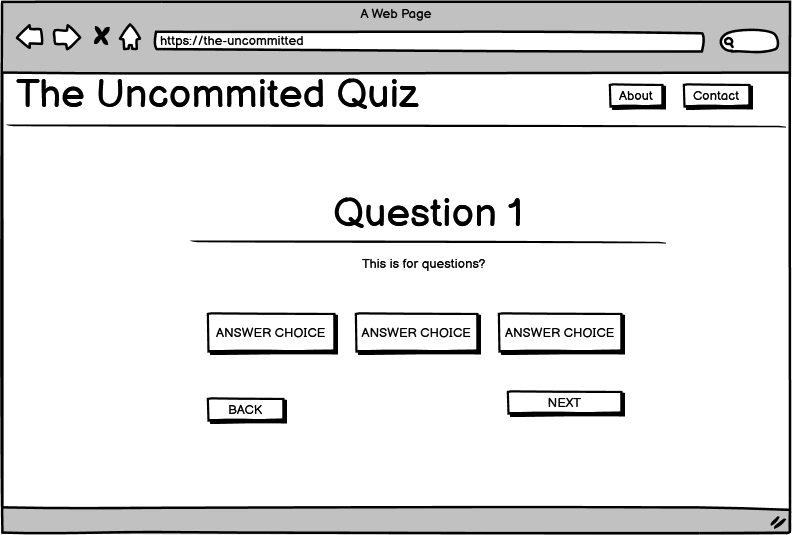 A Web Page
https://the-uncommitted
The Uncommited Quiz
About
Contact
Question 1
This is for questions?
ANSWER CHOICE
ANSWER CHOICE
ANSWER CHOICE
BACK
NEXT